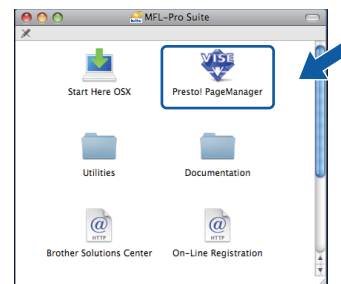 MFL-Pro Suite
VISE
Start Here OSX
Presto! PageManager
Utilities
Documentation
@
HTTP
@
HTTP
Brother Solutions Center
On-Line Registration